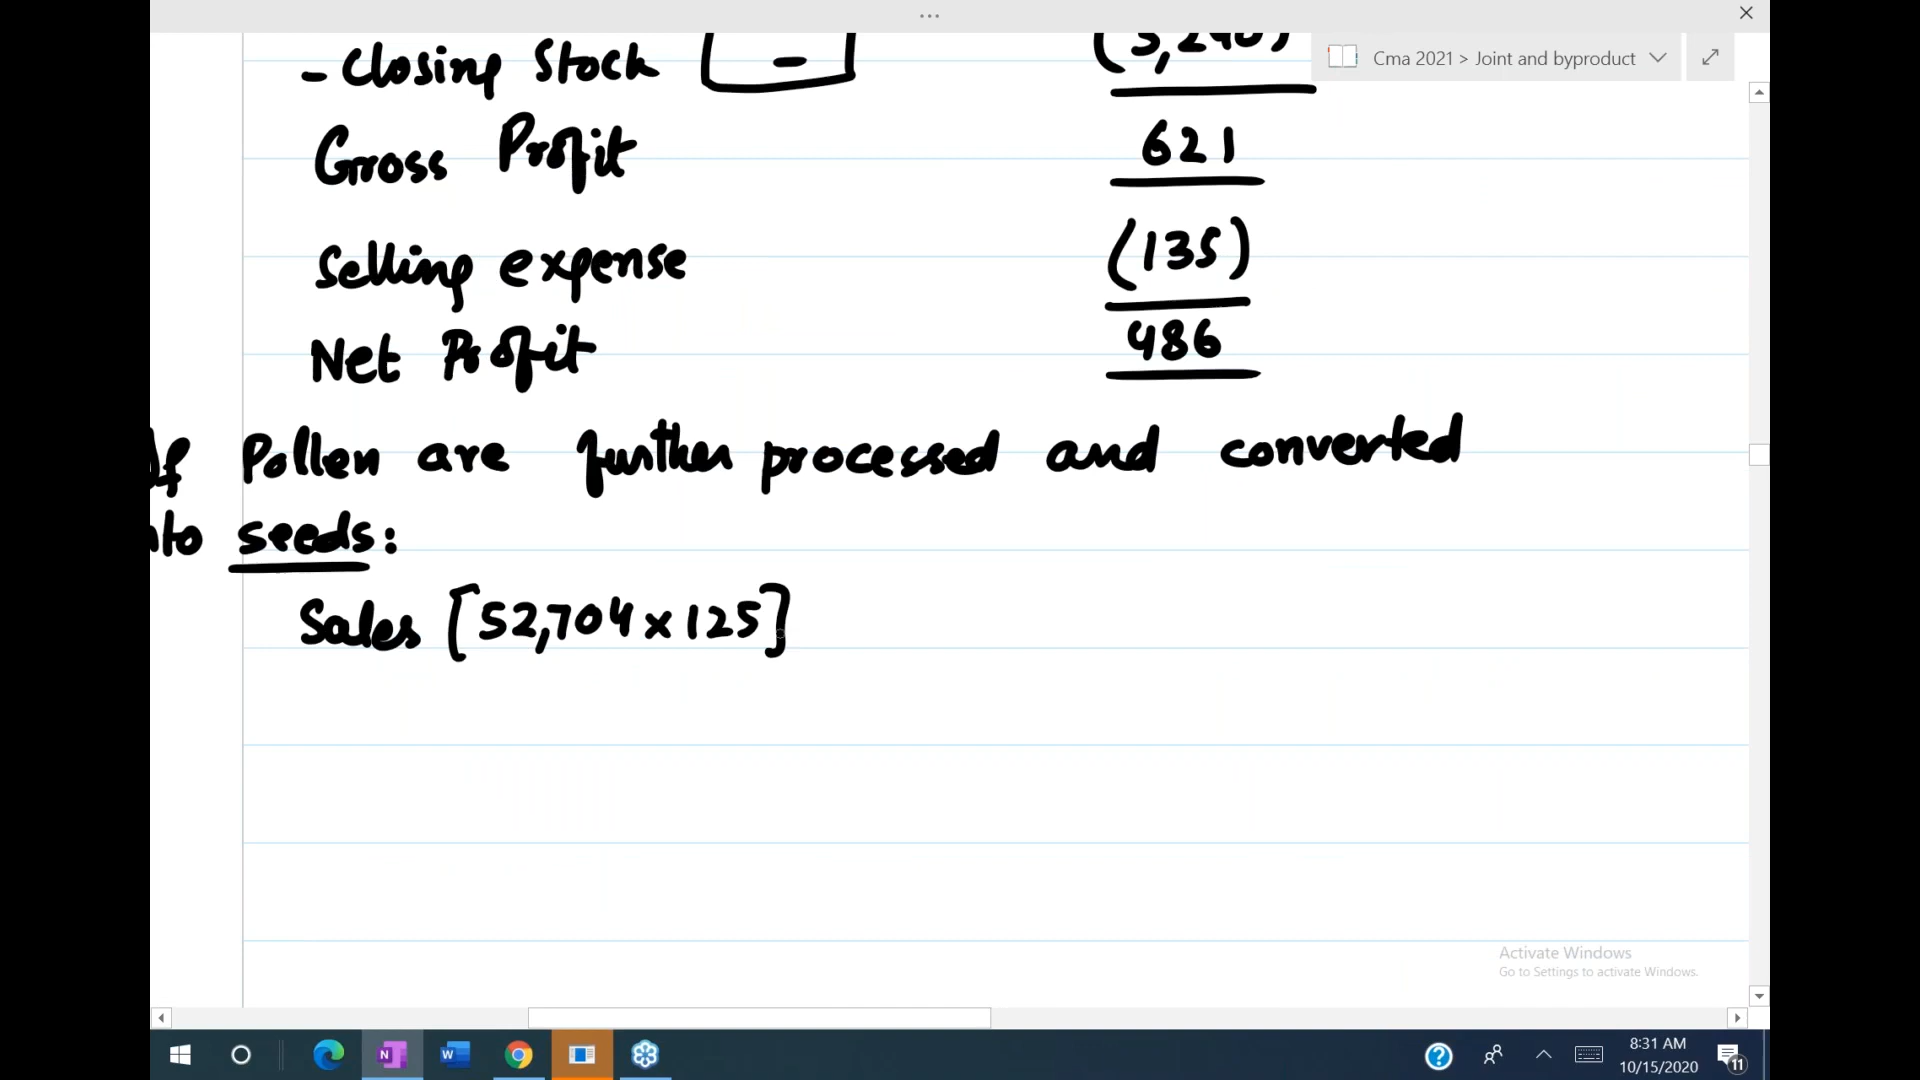 Cma 2021 > Joint and byproduct
- Closing Stock [ - ]
Gross Profit 621
Selling expense (135)
Net Profit 486
Pollen are further processed and converted
seeds:
Sales [52,704 x 125]
Activate Windows
Go to Settings to activate Windows.
8:31 AM
10/15/2020
11